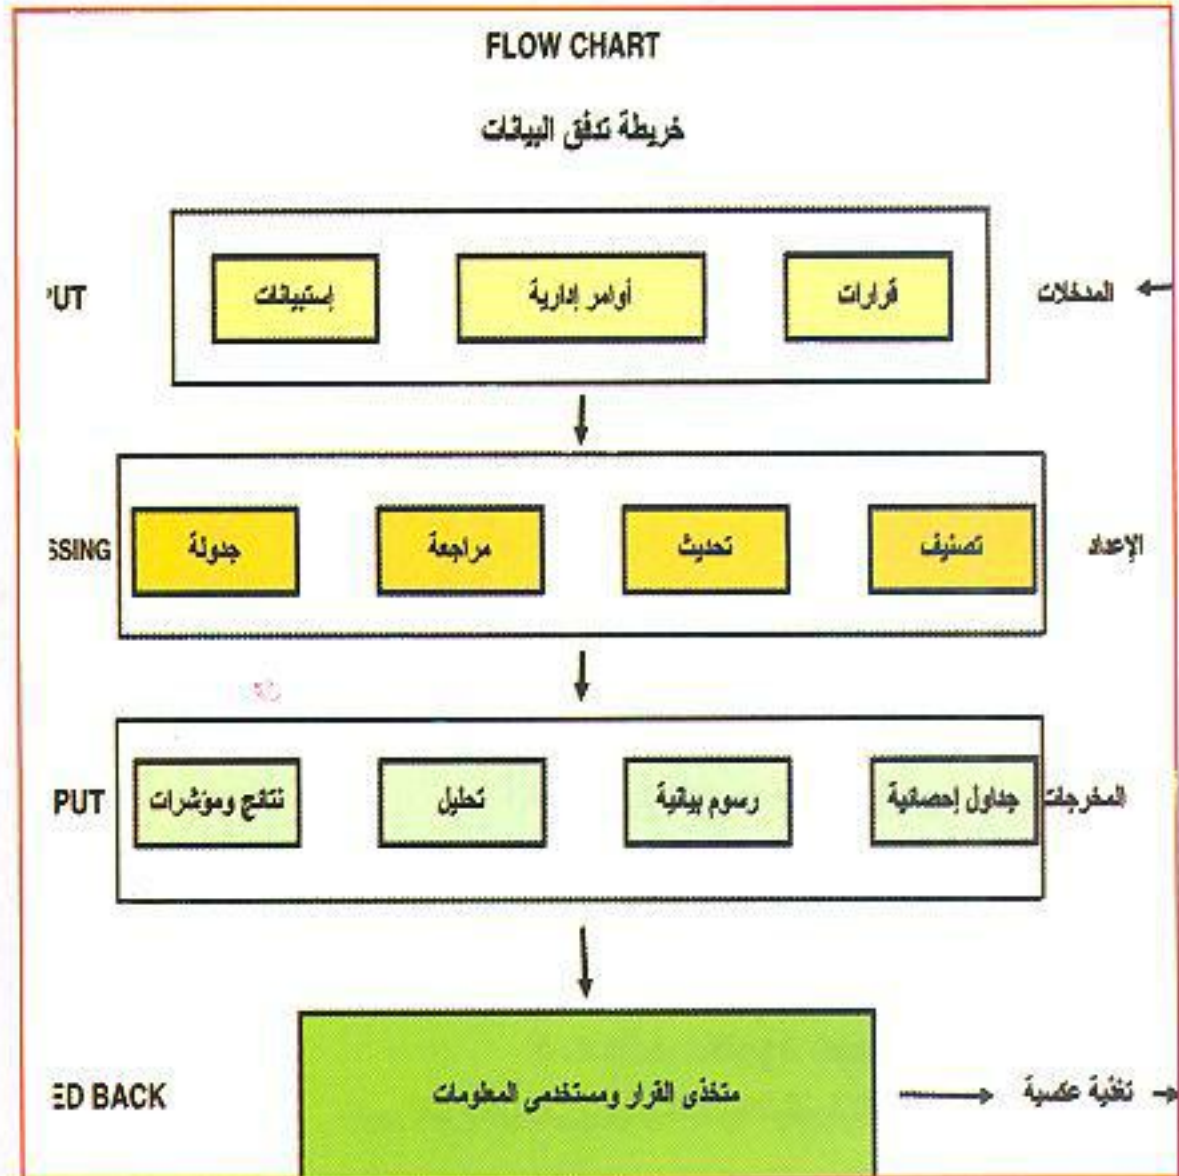 FLOW CHART
خريطة تدفق البيانات
المدخلات
قرارات
أوامر إدارية
إستبيانات
PUT
الإعداد
تصنيف
تحديث
مراجعة
جدولة
SSING
المخرجات
جداول إحصائية
رسوم بيانية
تحليل
نتائج ومؤشرات
PUT
تغذية عكسية
متخذى القرار ومستخدمى المعلومات
ED BACK